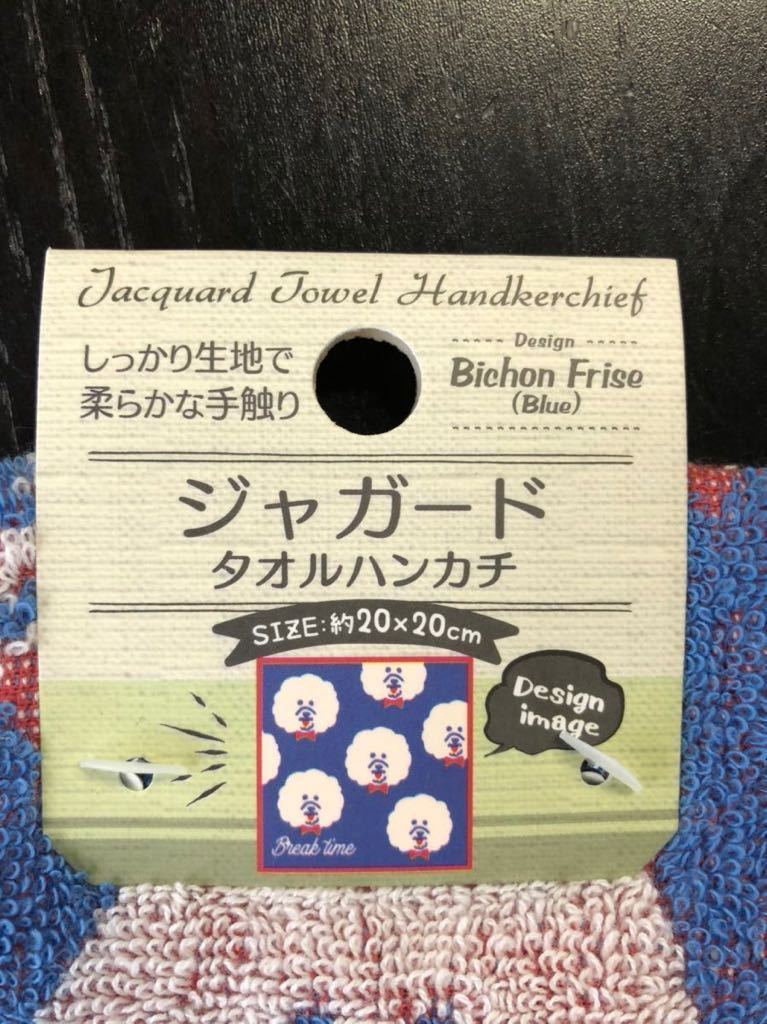 Jacquard Towel Handkerchief
しっかり生地で
柔らかな手触り
Design
Bichon Frise
(Blue)
ジャガード
タオルハンカチ
SIZE:約20×20cm
Design
image
Break time